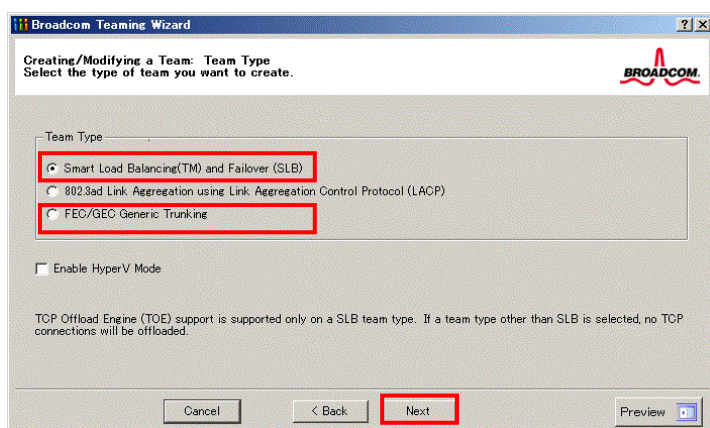 Broadcom Teaming Wizard
Creating/Modifying a Team: Team Type
Select the type of team you want to create.
BROADCOM.
Team Type
Smart Load Balancing(TM) and Failover (SLB)
802.3ad Link Aggregation using Link Aggregation Control Protocol (LACP)
FEC/GEC Generic Trunking
Enable HyperV Mode
TCP Offload Engine (TOE) support is supported only on a SLB team type. If a team type other than SLB is selected, no TCP
connections will be offloaded.
Cancel
< Back
Next
Preview